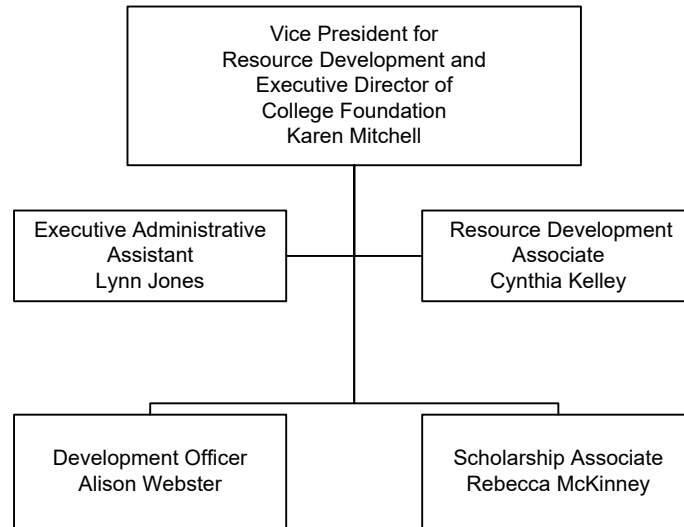 Vice President for
Resource Development and
Executive Director of
College Foundation
Karen Mitchell
Executive Administrative
Assistant
Lynn Jones
Resource Development
Associate
Cynthia Kelley
Development Officer
Alison Webster
Scholarship Associate
Rebecca McKinney